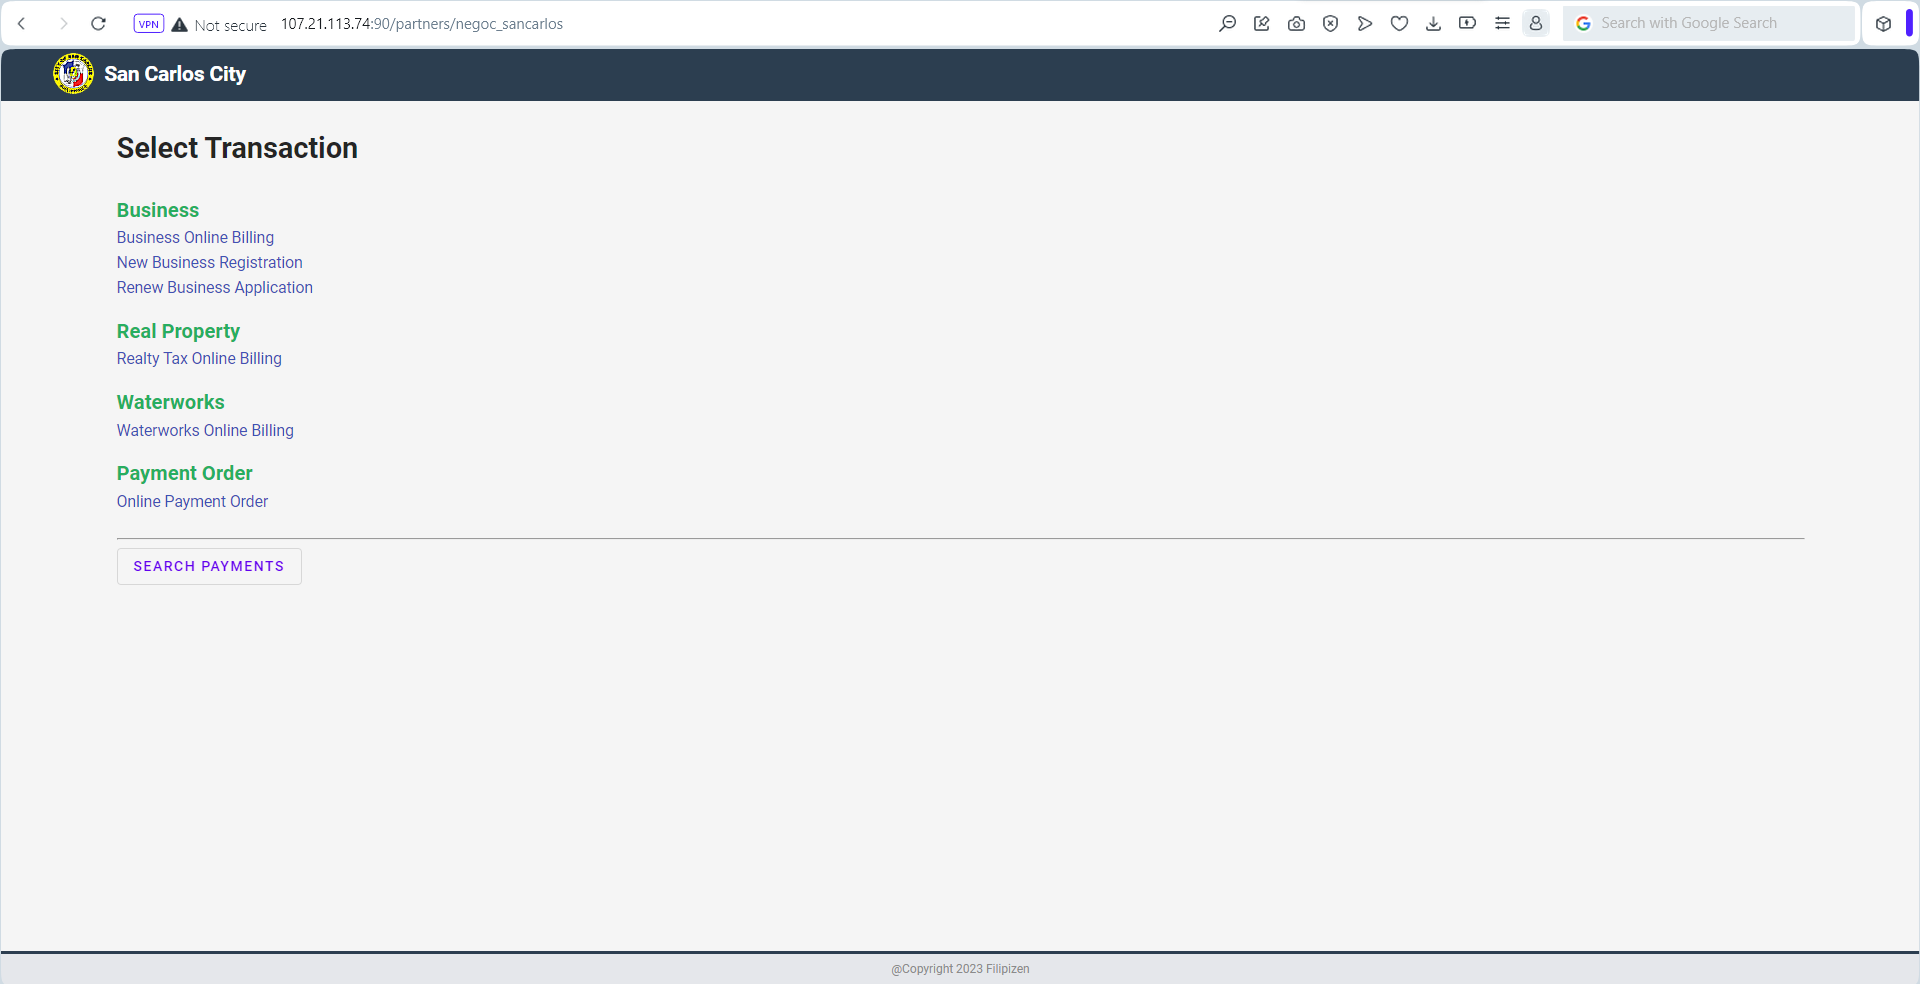 VPN
Not secure
107.21.113.74:90/partners/negoc_sancarlos
Search with Google Search
San Carlos City
Select Transaction
Business
Business Online Billing
New Business Registration
Renew Business Application
Real Property
Realty Tax Online Billing
Waterworks
Waterworks Online Billing
Payment Order
Online Payment Order
SEARCH PAYMENTS
@Copyright 2023 Filipizen